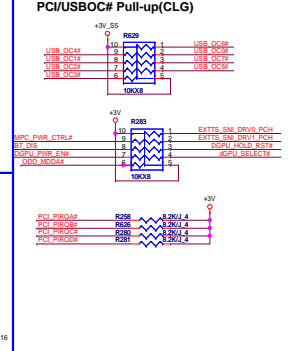 PCI/USBOC# Pull-up(CLG)
+3V_S5
R629
10 1 USB_OC6#
USB_OC4# 9 2 USB_OC0#
USB_OC1# 8 3 USB_OC7#
USB_OC2# 7 4 USB_OC5#
USB_OC3# 6 5
10KX8
+3V
R283
10 1 EXTTS_SNI_DRV0_PCH
MPC_PWR_CTRL# 9 2 EXTTS_SNI_DRV1_PCH
BT_DIS 8 3 DGPU_HOLD_RST#
DGPU_PWR_EN# 7 4 dGPU_SELECT#
ODD_MDDA# 6 5
10KX8
+3V
PCI_PIRQA# R258 8.2K/J_4
PCI_PIRQB# R626 8.2K/J_4
PCI_PIRQC# R280 8.2K/J_4
PCI_PIRQD# R281 8.2K/J_4
16